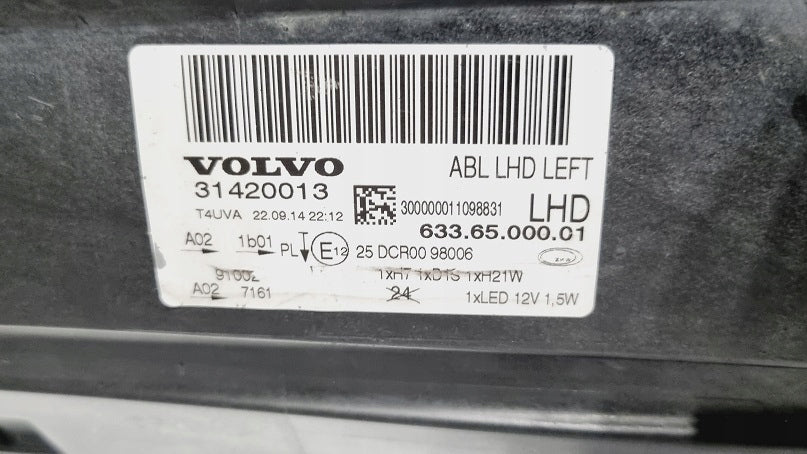 VOLVO ABL LHD LEFT
31420013 300000011098831 LHD
T4UVA 22.09.14 22:12 633.65.000.01
A02 1b01 PL E12 25 DCR00 98006
91002 1xH7 1xD1S 1xH21W
A02 7161 24 1xLED 12V 1,5W